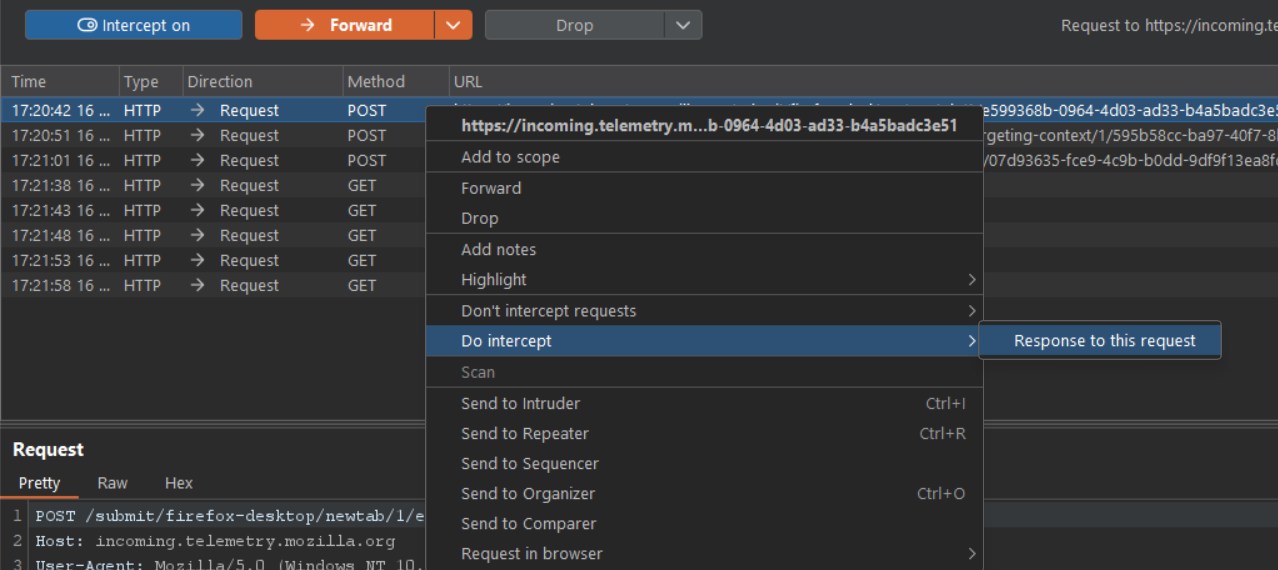 Intercept on Forward Drop Request to https://incoming.te
Time Type Direction Method URL
17:20:42 16 ... HTTP Request POST e599368b-0964-4d03-ad33-b4a5badc3e5
https://incoming.telemetry.m...b-0964-4d03-ad33-b4a5badc3e51
17:20:51 16 ... HTTP Request POST rgeting-context/1/595b58cc-ba97-40f7-8
Add to scope
17:21:01 16 ... HTTP Request POST /07d93635-fce9-4c9b-b0dd-9df9f13ea8f
17:21:38 16 ... HTTP Request GET
Forward
17:21:43 16 ... HTTP Request GET
Drop
17:21:48 16 ... HTTP Request GET
Add notes
17:21:53 16 ... HTTP Request GET
Highlight
17:21:58 16 ... HTTP Request GET
Don't intercept requests
Do intercept Response to this request
Scan
Send to Intruder Ctrl+I
Send to Repeater Ctrl+R
Send to Sequencer
Send to Organizer Ctrl+O
Send to Comparer
Request in browser
Request
Pretty Raw Hex
1 POST /submit/firefox-desktop/newtab/1/e
2 Host: incoming.telemetry.mozilla.org
3 User-Agent: Mozilla/5.0 (Windows NT 10.